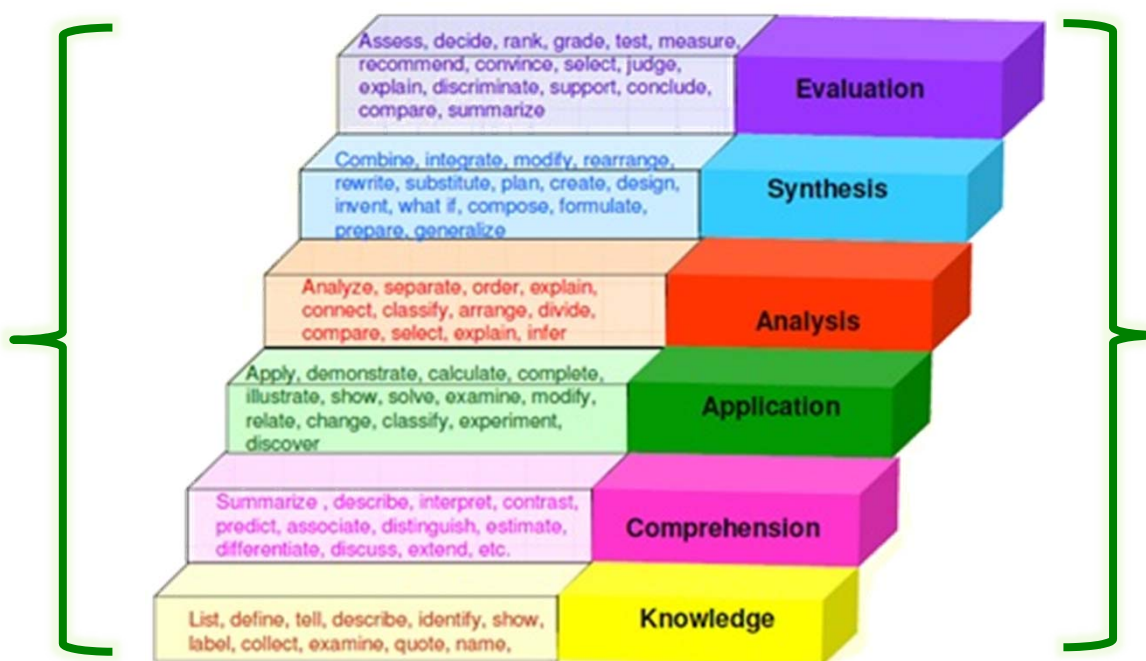 Assess, decide, rank, grade, test, measure,
recommend, convince, select, judge,
explain, discriminate, support, conclude,
compare, summarize
Evaluation
Combine, integrate, modify, rearrange,
rewrite, substitute, plan, create, design,
invent, what if, compose, formulate,
prepare, generalize
Synthesis
Analyze, separate, order, explain,
connect, classify, arrange, divide,
compare, select, explain, infer
Analysis
Apply, demonstrate, calculate, complete,
illustrate, show, solve, examine, modify,
relate, change, classify, experiment,
discover
Application
Summarize , describe, interpret, contrast,
predict, associate, distinguish, estimate,
differentiate, discuss, extend, etc.
Comprehension
List, define, tell, describe, identify, show,
label, collect, examine, quote, name,
Knowledge